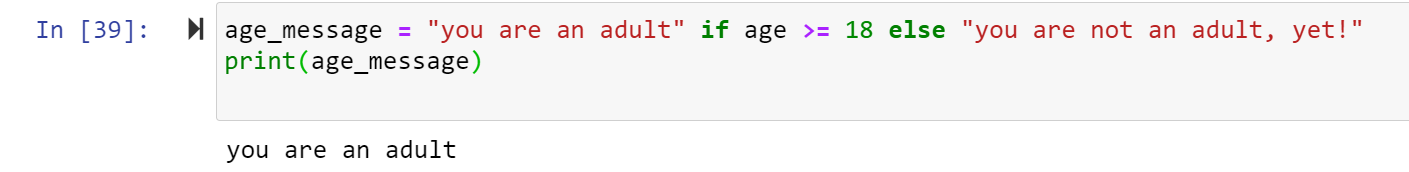 In [39]: age_message = "you are an adult" if age >= 18 else "you are not an adult, yet!"
print(age_message)
you are an adult